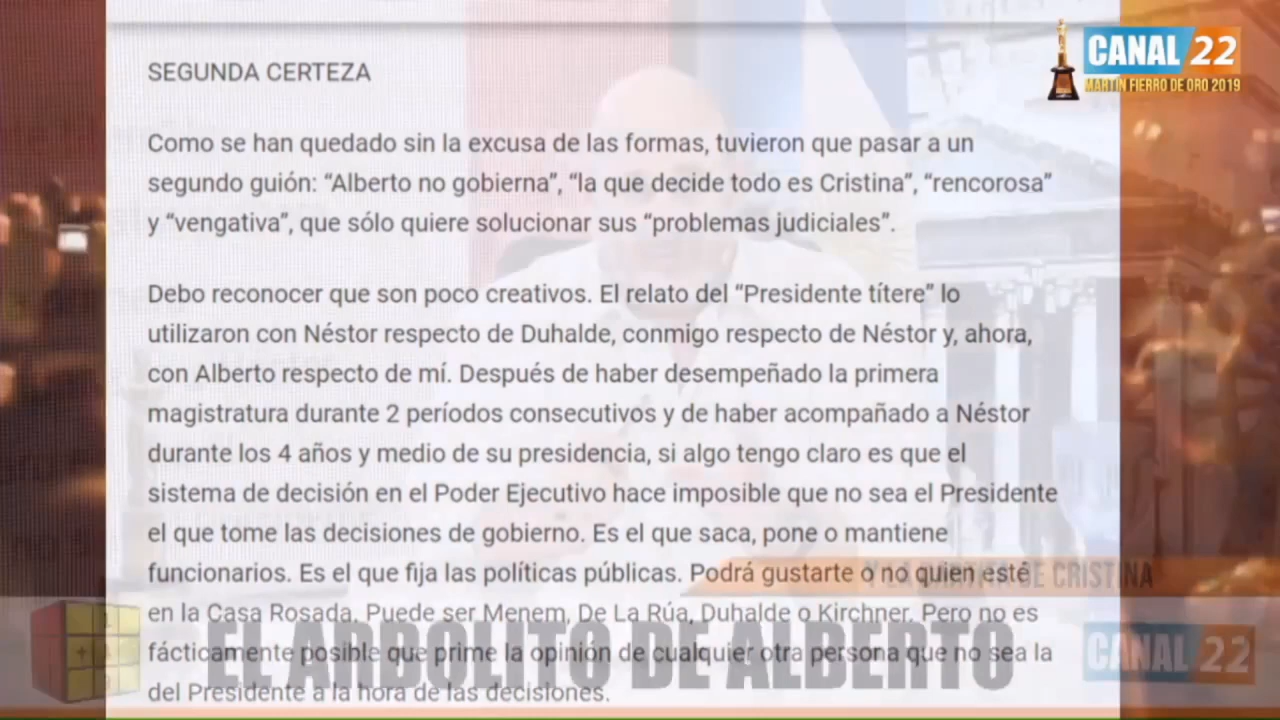 CANAL 22
MARTÍN FIERRO DE ORO 2019
SEGUNDA CERTEZA
Como se han quedado sin la excusa de las formas, tuvieron que pasar a un
segundo guión: “Alberto no gobierna”, “la que decide todo es Cristina”, “rencorosa”
y “vengativa”, que sólo quiere solucionar sus “problemas judiciales”.
Debo reconocer que son poco creativos. El relato del “Presidente títere” lo
utilizaron con Néstor respecto de Duhalde, conmigo respecto de Néstor y, ahora,
con Alberto respecto de mí. Después de haber desempeñado la primera
magistratura durante 2 períodos consecutivos y de haber acompañado a Néstor
durante los 4 años y medio de su presidencia, si algo tengo claro es que el
sistema de decisión en el Poder Ejecutivo hace imposible que no sea el Presidente
el que tome las decisiones de gobierno. Es el que saca, pone o mantiene
funcionarios. Es el que fija las políticas públicas. Podrá gustarte o no quien esté
en la Casa Rosada. Puede ser Menem, De La Rúa, Duhalde o Kirchner. Pero no es
fácticamente posible que prime la opinión de cualquier otra persona que no sea la
del Presidente a la hora de las decisiones.
DE CRISTINA
EL ARBOLITO DE ALBERTO
CANAL 22